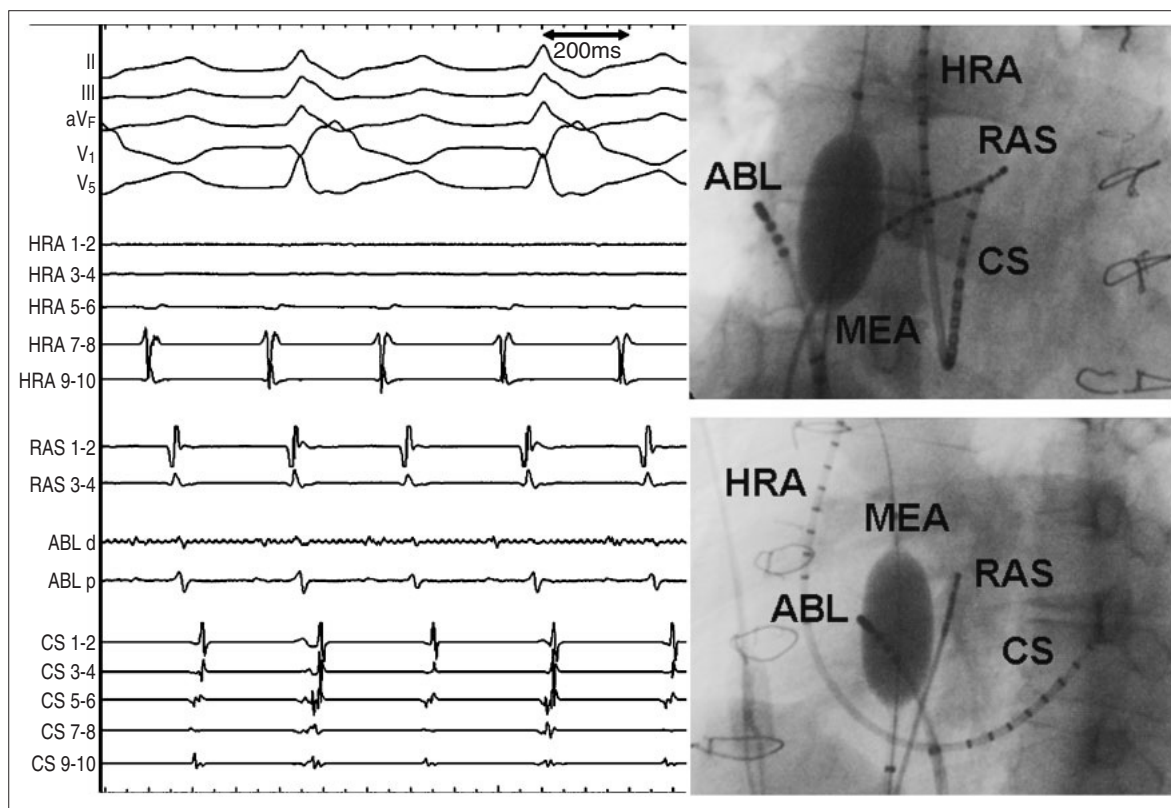 200ms
II
III
aVF
V1
V5
HRA 1-2
HRA 3-4
HRA 5-6
HRA 7-8
HRA 9-10
RAS 1-2
RAS 3-4
ABL d
ABL p
CS 1-2
CS 3-4
CS 5-6
CS 7-8
CS 9-10
HRA
RAS
ABL
CS
MEA
HRA
MEA
RAS
ABL
CS